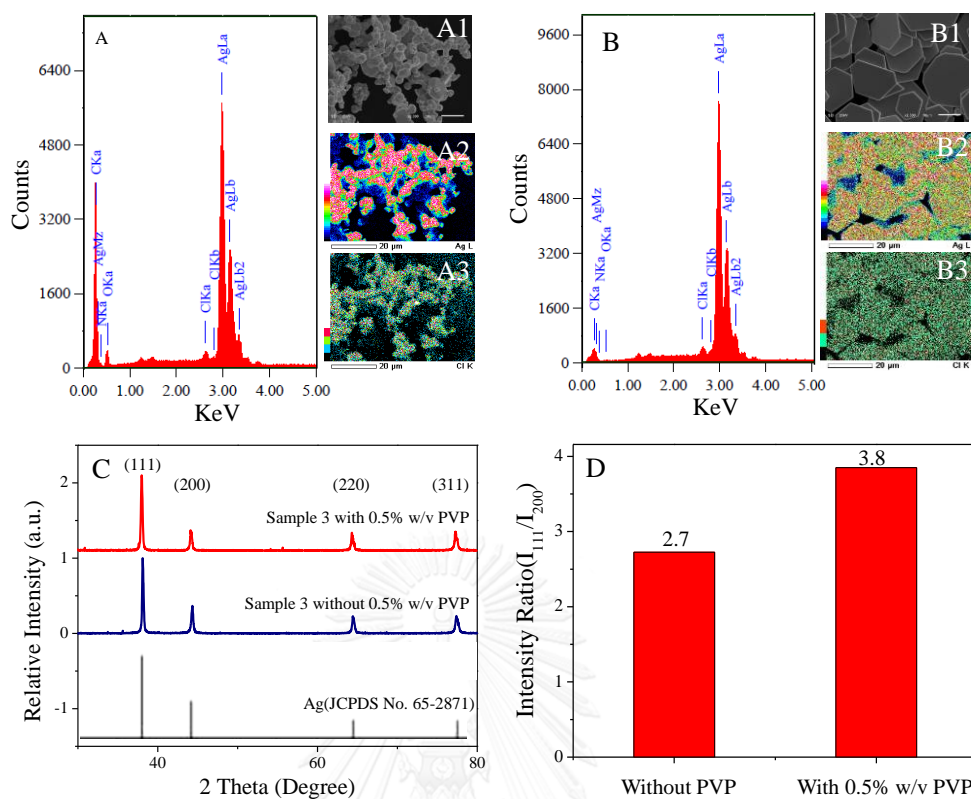 A
Counts
6400
4800
3200
1600
0
CKa
AgMz
NKa
OKa
ClKa
ClKb
AgLa
AgLb
AgLb2
0.00 1.00 2.00 3.00 4.00 5.00
KeV
A1
A2
20 µm
Ag L
A3
20 µm
Cl K
B
Counts
9600
8000
6400
4800
3200
1600
0
CKa
NKa
AgMz
OKa
ClKa
ClKb
AgLa
AgLb
AgLb2
0.00 1.00 2.00 3.00 4.00 5.00
KeV
B1
B2
20 µm
Ag L
B3
20 µm
Cl K
C
Relative Intensity (a.u.)
2
1
0
-1
(111)
(200)
(220)
(311)
Sample 3 with 0.5% w/v PVP
Sample 3 without 0.5% w/v PVP
Ag(JCPDS No. 65-2871)
40 60 80
2 Theta (Degree)
D
Intensity Ratio(I111/I200)
4
3
2
1
0
2.7
3.8
Without PVP With 0.5% w/v PVP